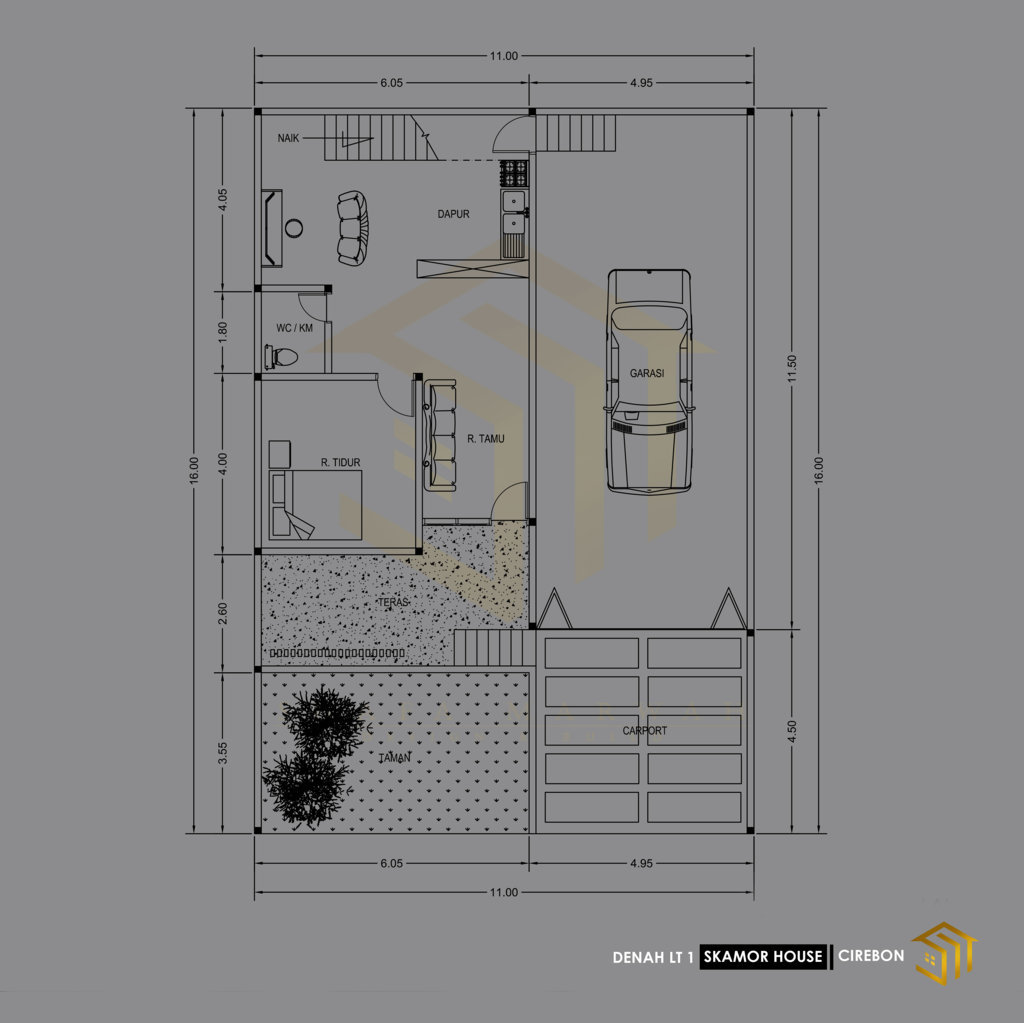 11.00
6.05
4.95
NAIK
4.05
DAPUR
1.80
WC / KM
GARASI
11.50
R. TAMU
R. TIDUR
4.00
16.00
16.00
TERAS
2.60
CARPORT
4.50
TAMAN
3.55
6.05
4.95
11.00
DENAH LT 1 SKAMOR HOUSE CIREBON